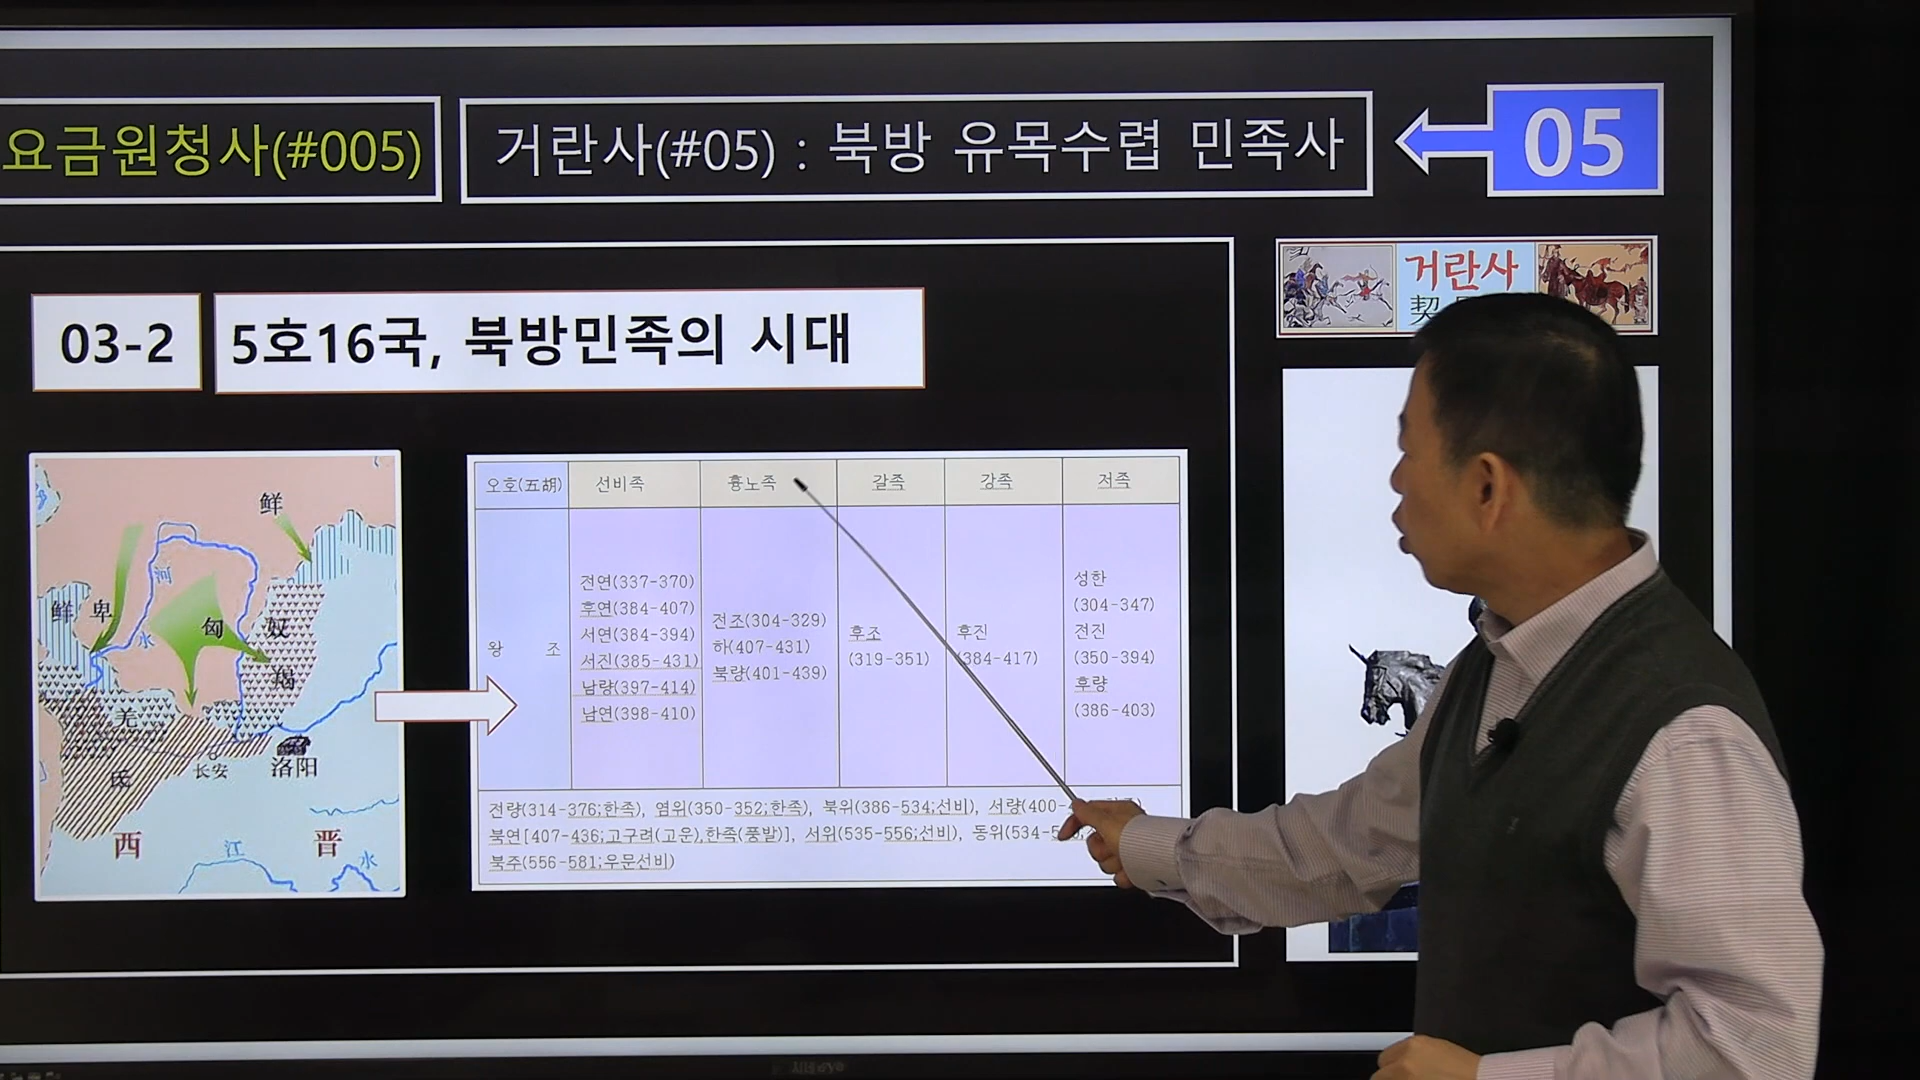 요금원청사(#005)
거란사(#05) : 북방 유목수렵 민족사
05
거란사
契
03-2
5호16국, 북방민족의 시대
鲜
河
鲜 卑
水
匈 奴
羯
羌
氐
长安
洛阳
西 晋
江
水
오호(五胡) 선비족 흉노족 갈족 강족 저족
왕 조
전연(337-370)
후연(384-407)
서연(384-394)
서진(385-431)
남량(397-414)
남연(398-410)
전조(304-329)
하(407-431)
북량(401-439)
후조
(319-351)
후진
(384-417)
성한
(304-347)
전진
(350-394)
후량
(386-403)
전량(314-376;한족), 염위(350-352;한족), 북위(386-534;선비), 서량(400-
북연[407-436;고구려(고운),한족(풍발)], 서위(535-556;선비), 동위(534-
북주(556-581;우문선비)